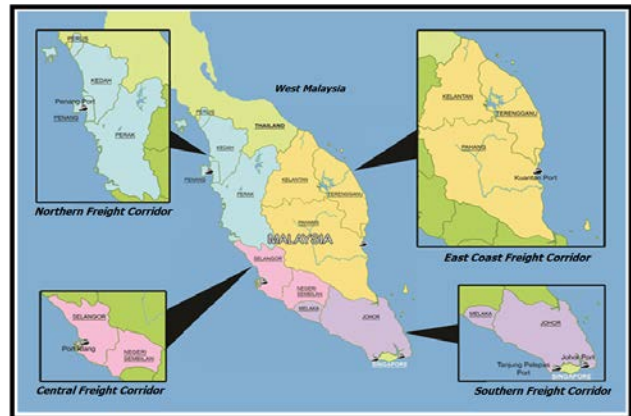 PERLIS
KEDAH
Penang Port
PENANG
PERAK
Northern Freight Corridor
West Malaysia
PERLIS
THAILAND
KEDAH
PENANG
PERAK
KELANTAN
TERENGGANU
PAHANG
MALAYSIA
SELANGOR
NEGERI
SEMBILAN
MELAKA
JOHOR
SINGAPORE
KELANTAN
TERENGGANU
PAHANG
Kuantan Port
East Coast Freight Corridor
SELANGOR
Port Klang
NEGERI
SEMBILAN
Central Freight Corridor
MELAKA
JOHOR
Johor Port
Tanjung Pelepas
Port
SINGAPORE
Southern Freight Corridor